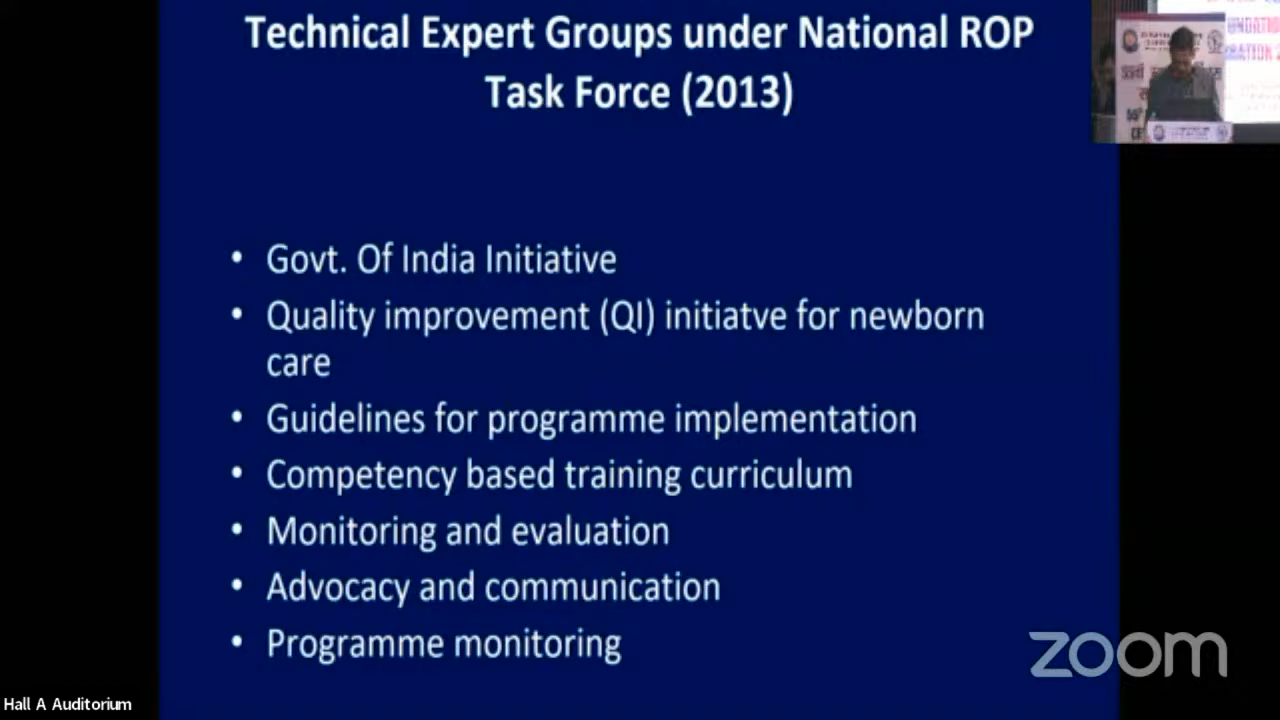 Technical Expert Groups under National ROP
Task Force (2013)
• Govt. Of India Initiative
• Quality improvement (QI) initiatve for newborn
care
• Guidelines for programme implementation
• Competency based training curriculum
• Monitoring and evaluation
• Advocacy and communication
• Programme monitoring
zoom
Hall A Auditorium